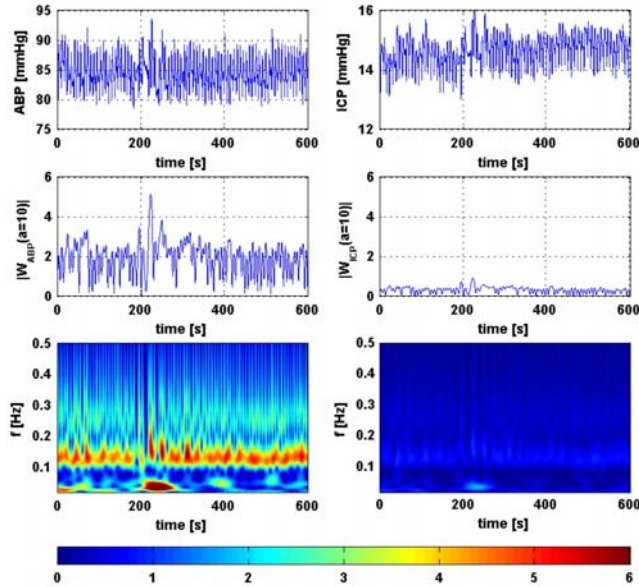 95
90
85
80
75
ABP [mmHg]
0 200 400 600
time [s]
16
14
12
ICP [mmHg]
0 200 400 600
time [s]
6
4
2
0
|W_ABP(a=10)|
0 200 400 600
time [s]
6
4
2
0
|W_ICP(a=10)|
0 200 400 600
time [s]
0.5
0.4
0.3
0.2
0.1
f [Hz]
0 200 400 600
time [s]
0.5
0.4
0.3
0.2
0.1
f [Hz]
0 200 400 600
time [s]
0 1 2 3 4 5 6